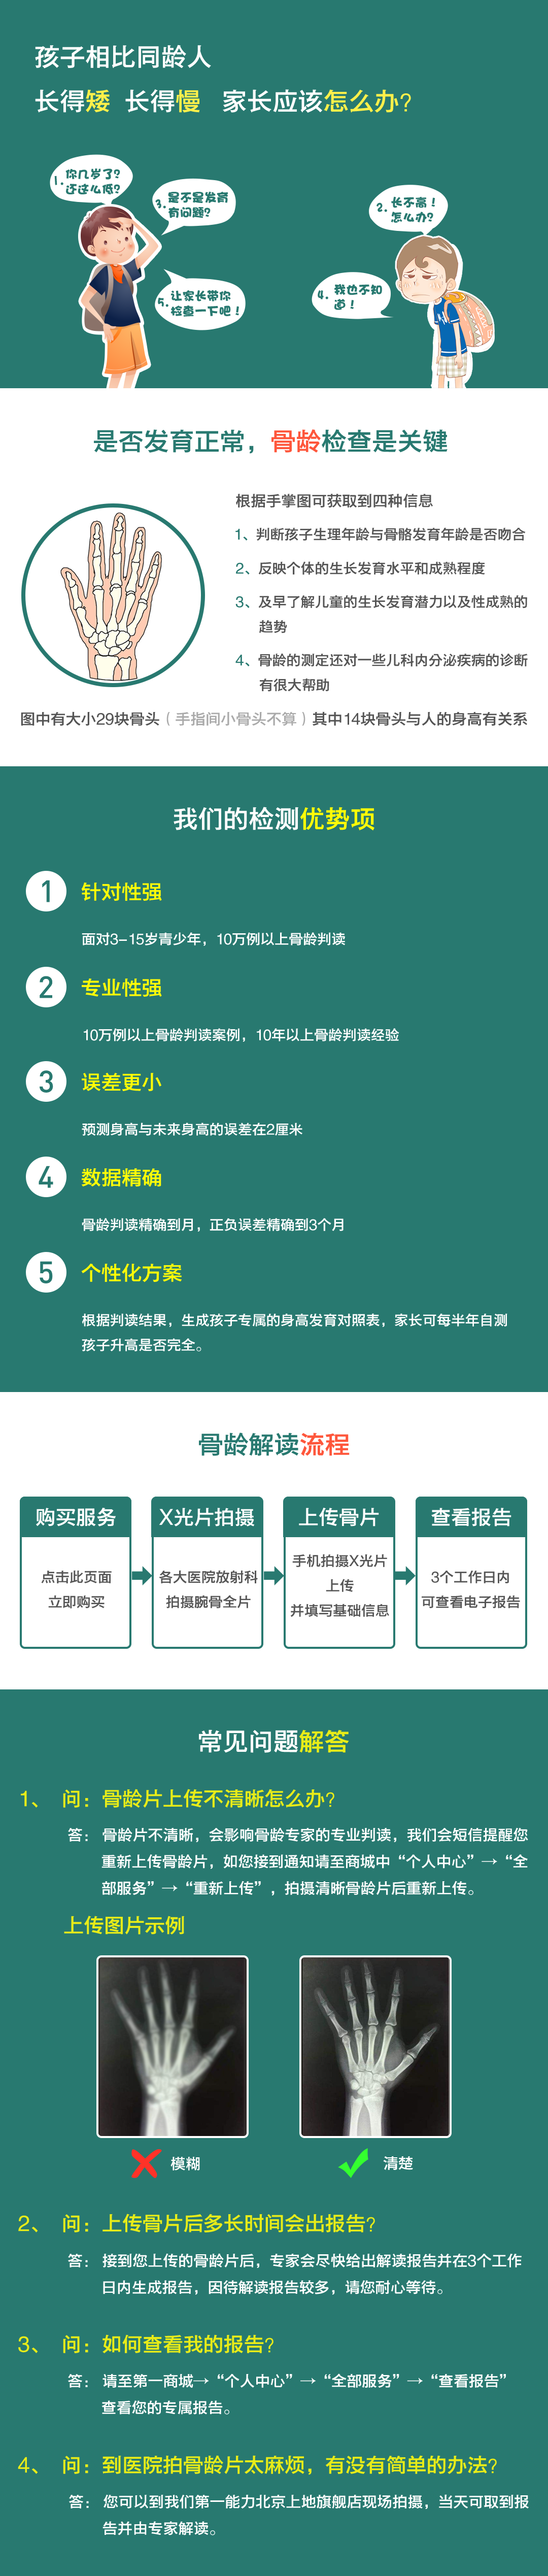 孩子相比同龄人
长得矮 长得慢 家长应该怎么办?
1.你几岁了?
还这么低?
3.是不是发育
有问题?
2.长不高!
怎么办?
4.我也不知
道!
5.让家长带你
检查一下吧!
是否发育正常，骨龄检查是关键
根据手掌图可获取到四种信息
1、判断孩子生理年龄与骨骼发育年龄是否吻合
2、反映个体的生长发育水平和成熟程度
3、及早了解儿童的生长发育潜力以及性成熟的
趋势
4、骨龄的测定还对一些儿科内分泌疾病的诊断
有很大帮助
图中有大小29块骨头（手指间小骨头不算）其中14块骨头与人的身高有关系
我们的检测优势项
1 针对性强
面对3-15岁青少年，10万例以上骨龄判读
2 专业性强
10万例以上骨龄判读案例，10年以上骨龄判读经验
3 误差更小
预测身高与未来身高的误差在2厘米
4 数据精确
骨龄判读精确到月，正负误差精确到3个月
5 个性化方案
根据判读结果，生成孩子专属的身高发育对照表，家长可每半年自测
孩子升高是否完全。
骨龄解读流程
购买服务
点击此页面
立即购买
X光片拍摄
各大医院放射科
拍摄腕骨全片
上传骨片
手机拍摄X光片
上传
并填写基础信息
查看报告
3个工作日内
可查看电子报告
常见问题解答
1、 问：骨龄片上传不清晰怎么办?
答：骨龄片不清晰，会影响骨龄专家的专业判读，我们会短信提醒您
重新上传骨龄片，如您接到通知请至商城中“个人中心”→“全
部服务”→“重新上传”，拍摄清晰骨龄片后重新上传。
上传图片示例
模糊
清楚
2、 问：上传骨片后多长时间会出报告?
答：接到您上传的骨龄片后，专家会尽快给出解读报告并在3个工作
日内生成报告，因待解读报告较多，请您耐心等待。
3、 问：如何查看我的报告?
答：请至第一商城→“个人中心”→“全部服务”→“查看报告”
查看您的专属报告。
4、 问：到医院拍骨龄片太麻烦，有没有简单的办法?
答：您可以到我们第一能力北京上地旗舰店现场拍摄，当天可取到报
告并由专家解读。